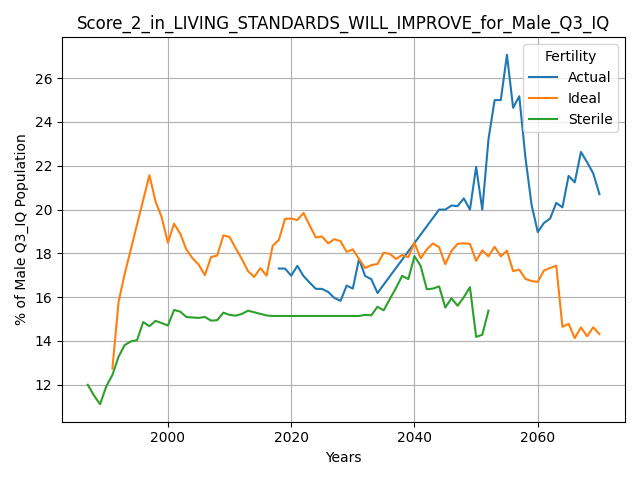 Score_2_in_LIVING_STANDARDS_WILL_IMPROVE_for_Male_Q3_IQ
Fertility
Actual
Ideal
Sterile
% of Male Q3_IQ Population
26
24
22
20
18
16
14
12
2000 2020 2040 2060
Years